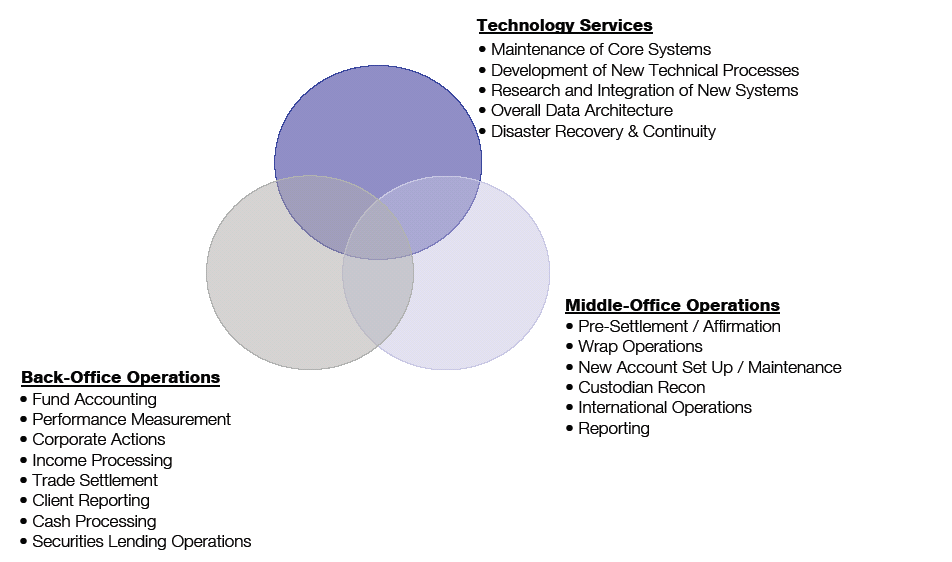 Technology Services
• Maintenance of Core Systems
• Development of New Technical Processes
• Research and Integration of New Systems
• Overall Data Architecture
• Disaster Recovery & Continuity
Middle-Office Operations
• Pre-Settlement / Affirmation
• Wrap Operations
• New Account Set Up / Maintenance
• Custodian Recon
• International Operations
• Reporting
Back-Office Operations
• Fund Accounting
• Performance Measurement
• Corporate Actions
• Income Processing
• Trade Settlement
• Client Reporting
• Cash Processing
• Securities Lending Operations